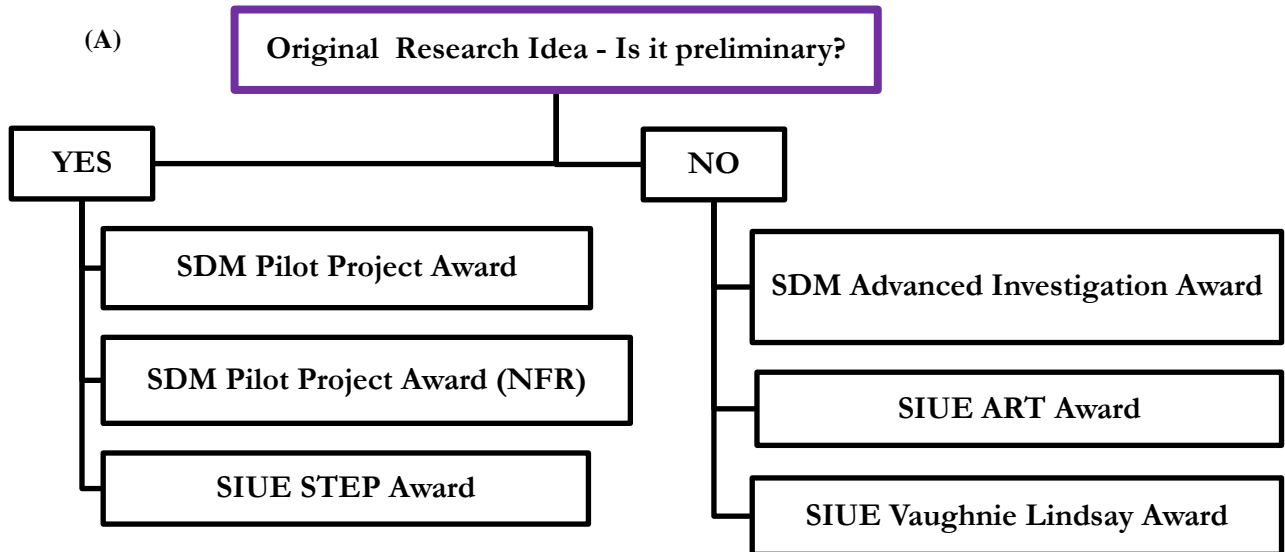 (A)
Original Research Idea - Is it preliminary?
YES
NO
SDM Pilot Project Award
SDM Pilot Project Award (NFR)
SIUE STEP Award
SDM Advanced Investigation Award
SIUE ART Award
SIUE Vaughnie Lindsay Award